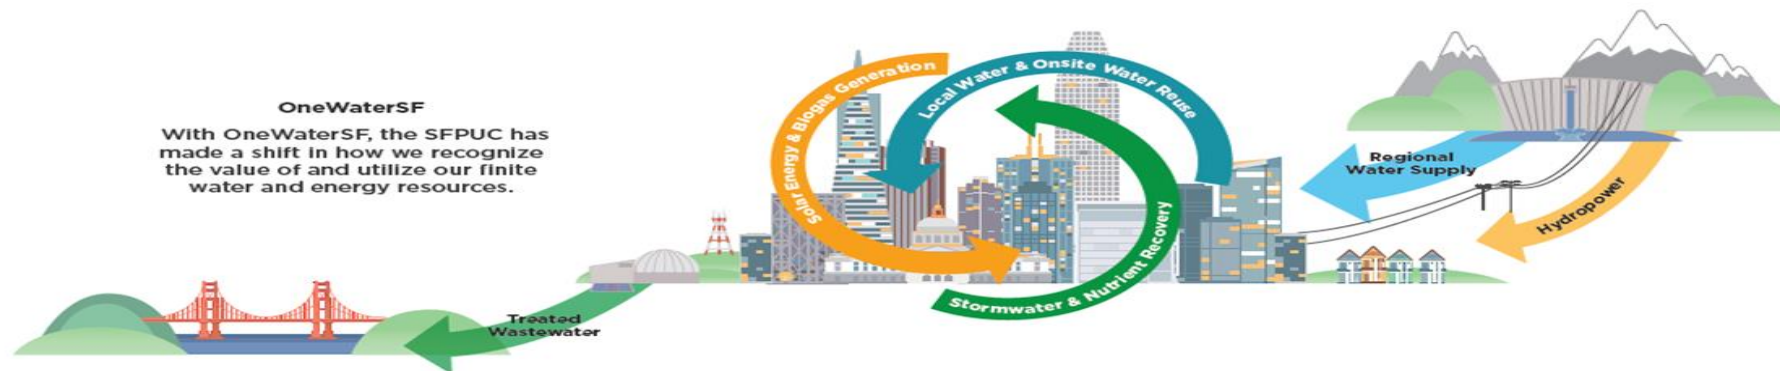 OneWaterSF
With OneWaterSF, the SFPUC has
made a shift in how we recognize
the value of and utilize our finite
water and energy resources.
Solar Energy & Biogas Generation
Local Water & Onsite Water Reuse
Stormwater & Nutrient Recovery
Regional
Water Supply
Hydropower
Treated
Wastewater